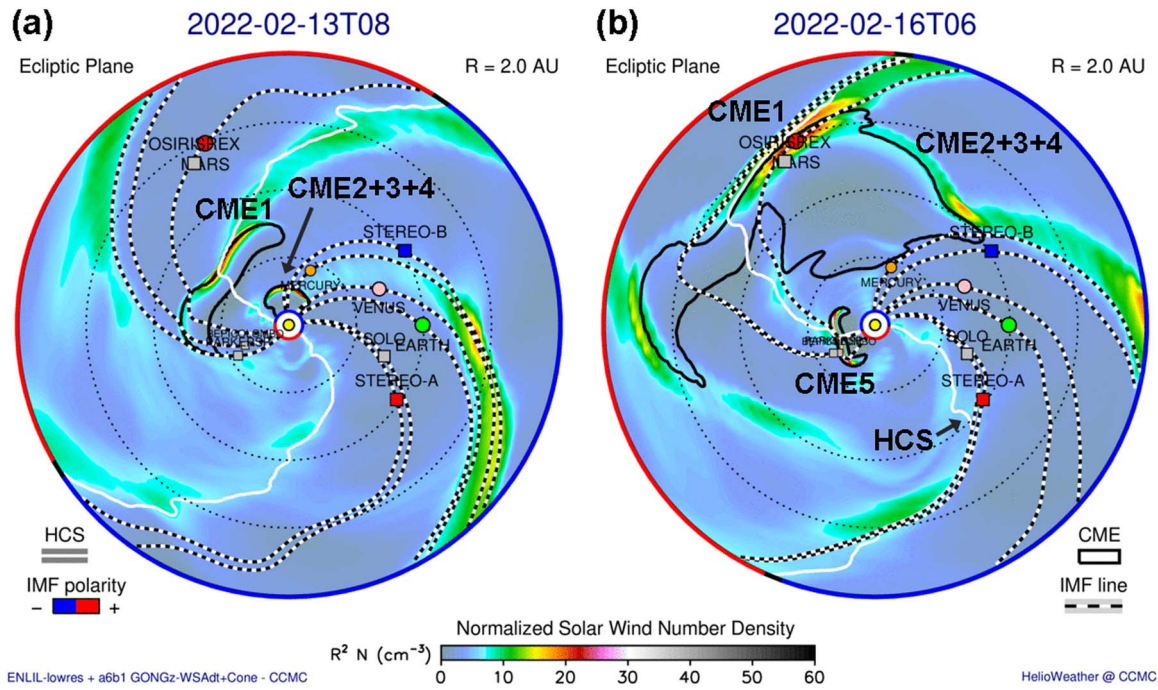 (a)
2022-02-13T08
Ecliptic Plane
R = 2.0 AU
OSIRISREX
MARS
CME1
CME2+3+4
STEREO-B
MERCURY
VENUS
SOLO
EARTH
STEREO-A
HCS
IMF polarity
− +
(b)
2022-02-16T06
Ecliptic Plane
R = 2.0 AU
CME1
OSIRISREX
MARS
CME2+3+4
STEREO-B
MERCURY
VENUS
SOLO
EARTH
STEREO-A
CME5
HCS
CME
IMF line
Normalized Solar Wind Number Density
R² N (cm⁻³)
0 10 20 30 40 50 60
ENLIL-lowres + a6b1 GONGz-WSAdt+Cone - CCMC
HelioWeather @ CCMC